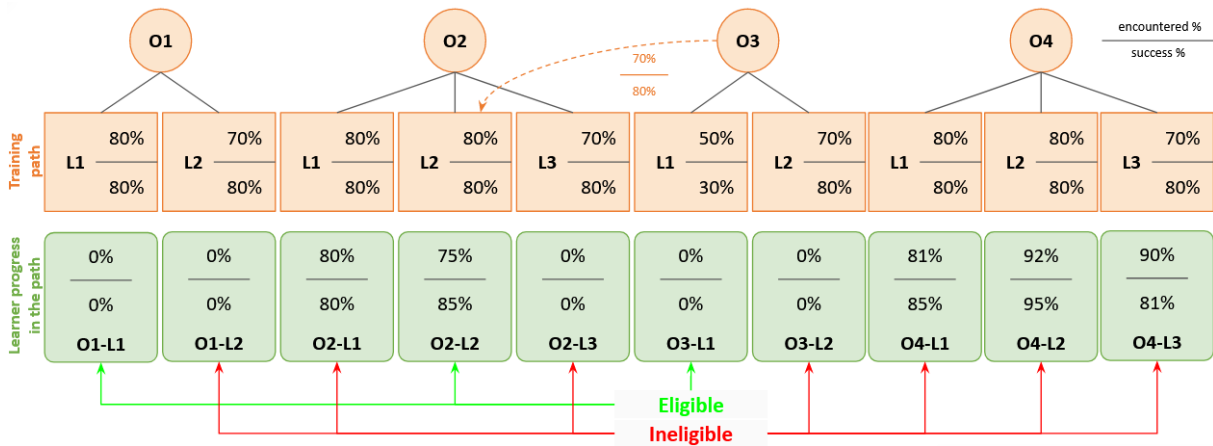 O1 O2 O3 O4
encountered %
success %
70%
80%
Training path
L1 80% 80%
L2 70% 80%
L1 80% 80%
L2 80% 80%
L3 70% 80%
L1 50% 30%
L2 70% 80%
L1 80% 80%
L2 80% 80%
L3 70% 80%
Learner progress in the path
0% 0% O1-L1
0% 0% O1-L2
80% 80% O2-L1
75% 85% O2-L2
0% 0% O2-L3
0% 0% O3-L1
0% 0% O3-L2
81% 85% O4-L1
92% 95% O4-L2
90% 81% O4-L3
Eligible
Ineligible